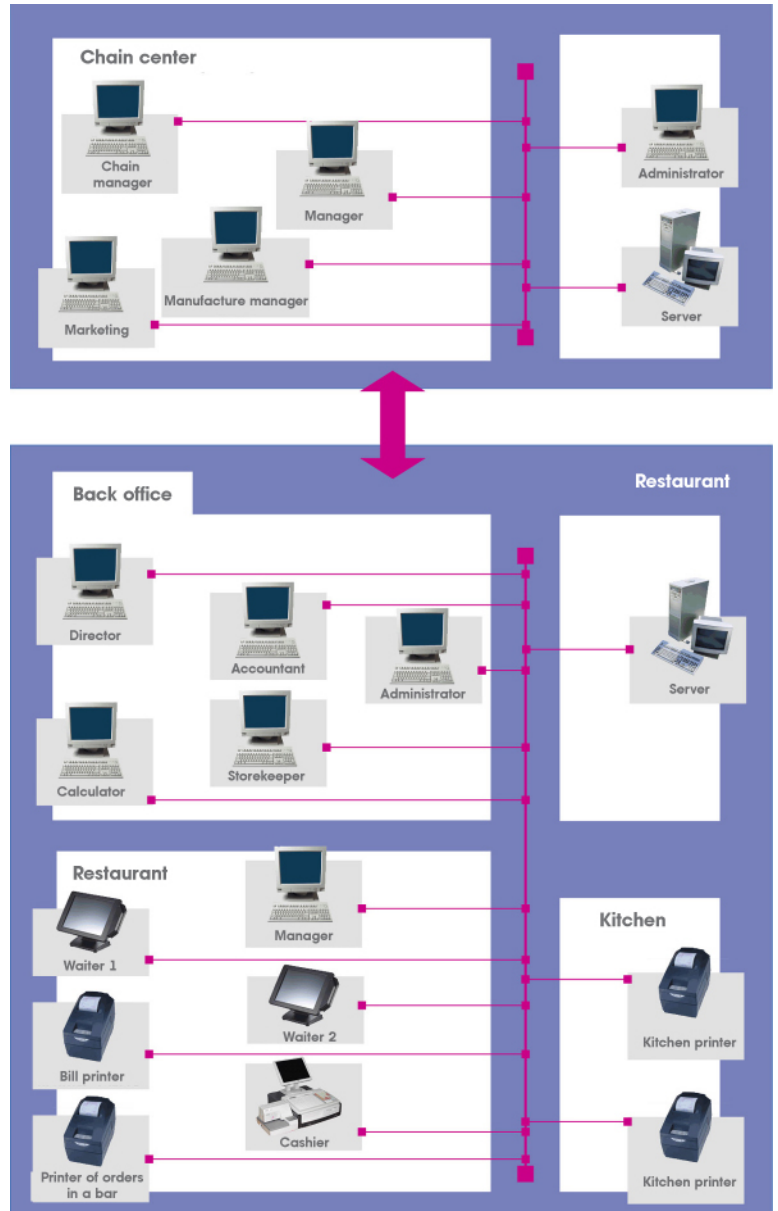 Chain center
Chain
manager
Manager
Manufacture manager
Marketing
Administrator
Server
Back office
Restaurant
Director
Accountant
Administrator
Server
Calculator
Storekeeper
Restaurant
Manager
Waiter 1
Waiter 2
Bill printer
Cashier
Printer of orders
in a bar
Kitchen
Kitchen printer
Kitchen printer